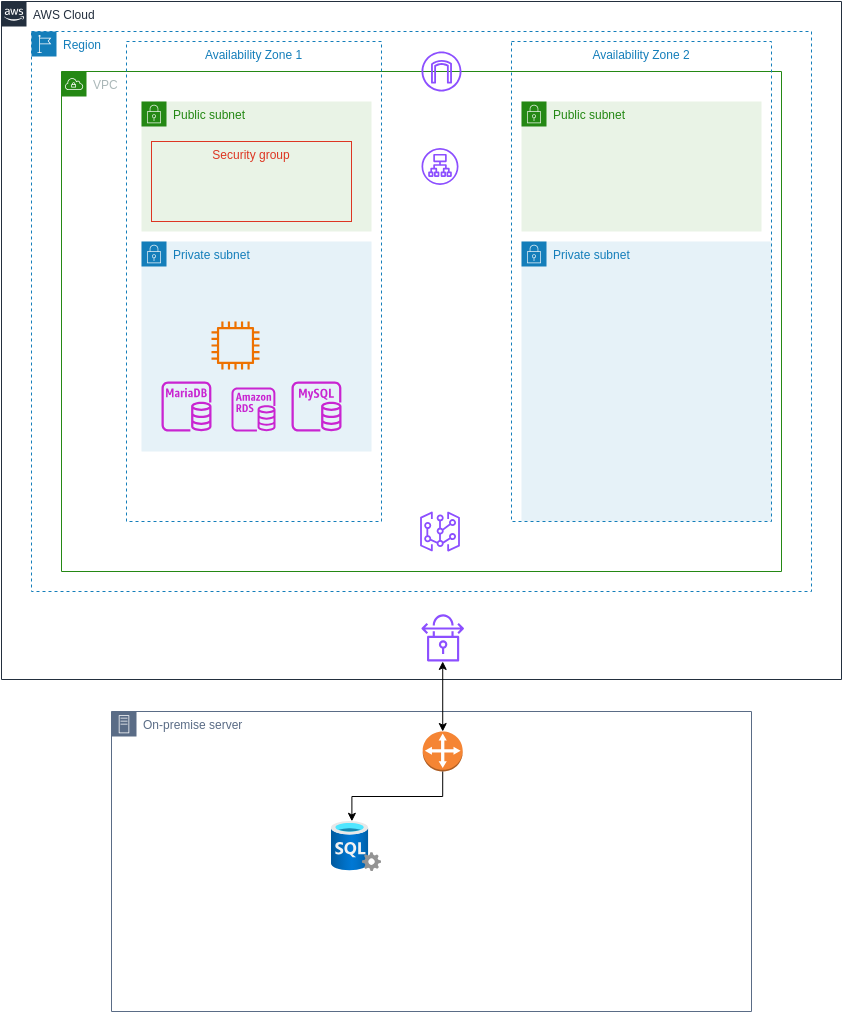 aws
AWS Cloud
Region
Availability Zone 1
Availability Zone 2
VPC
Public subnet
Public subnet
Security group
Private subnet
Private subnet
MariaDB
Amazon
RDS
MySQL
On-premise server
SQL